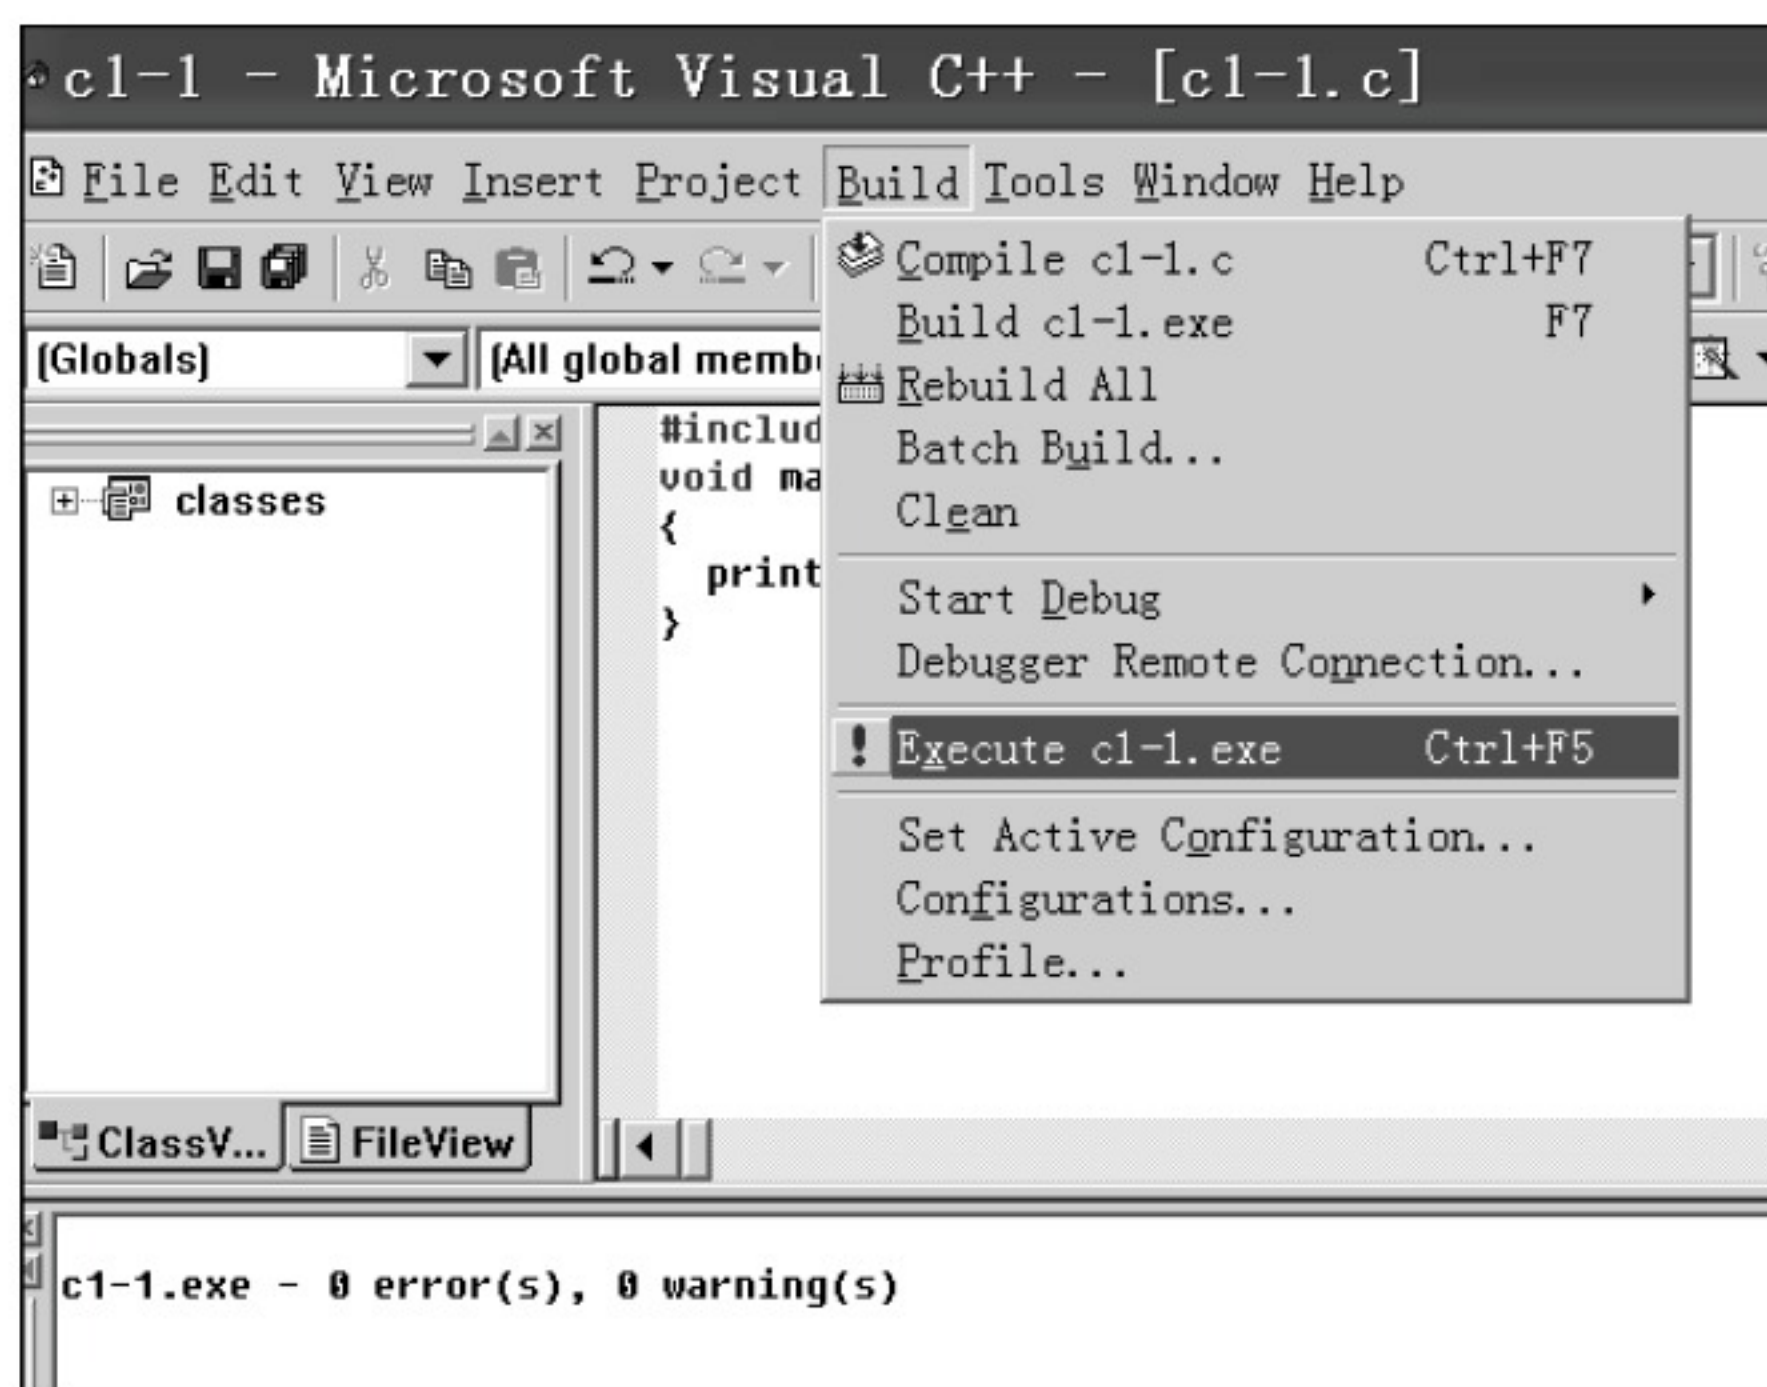 c1-1 - Microsoft Visual C++ - [c1-1.c]
File Edit View Insert Project Build Tools Window Help
Compile c1-1.c Ctrl+F7
Build c1-1.exe F7
Rebuild All
Batch Build...
Clean
Start Debug
Debugger Remote Connection...
Execute c1-1.exe Ctrl+F5
Set Active Configuration...
Configurations...
Profile...
(Globals) (All global memb
classes
#includ
void ma
{
print
}
ClassV... FileView
c1-1.exe - 0 error(s), 0 warning(s)